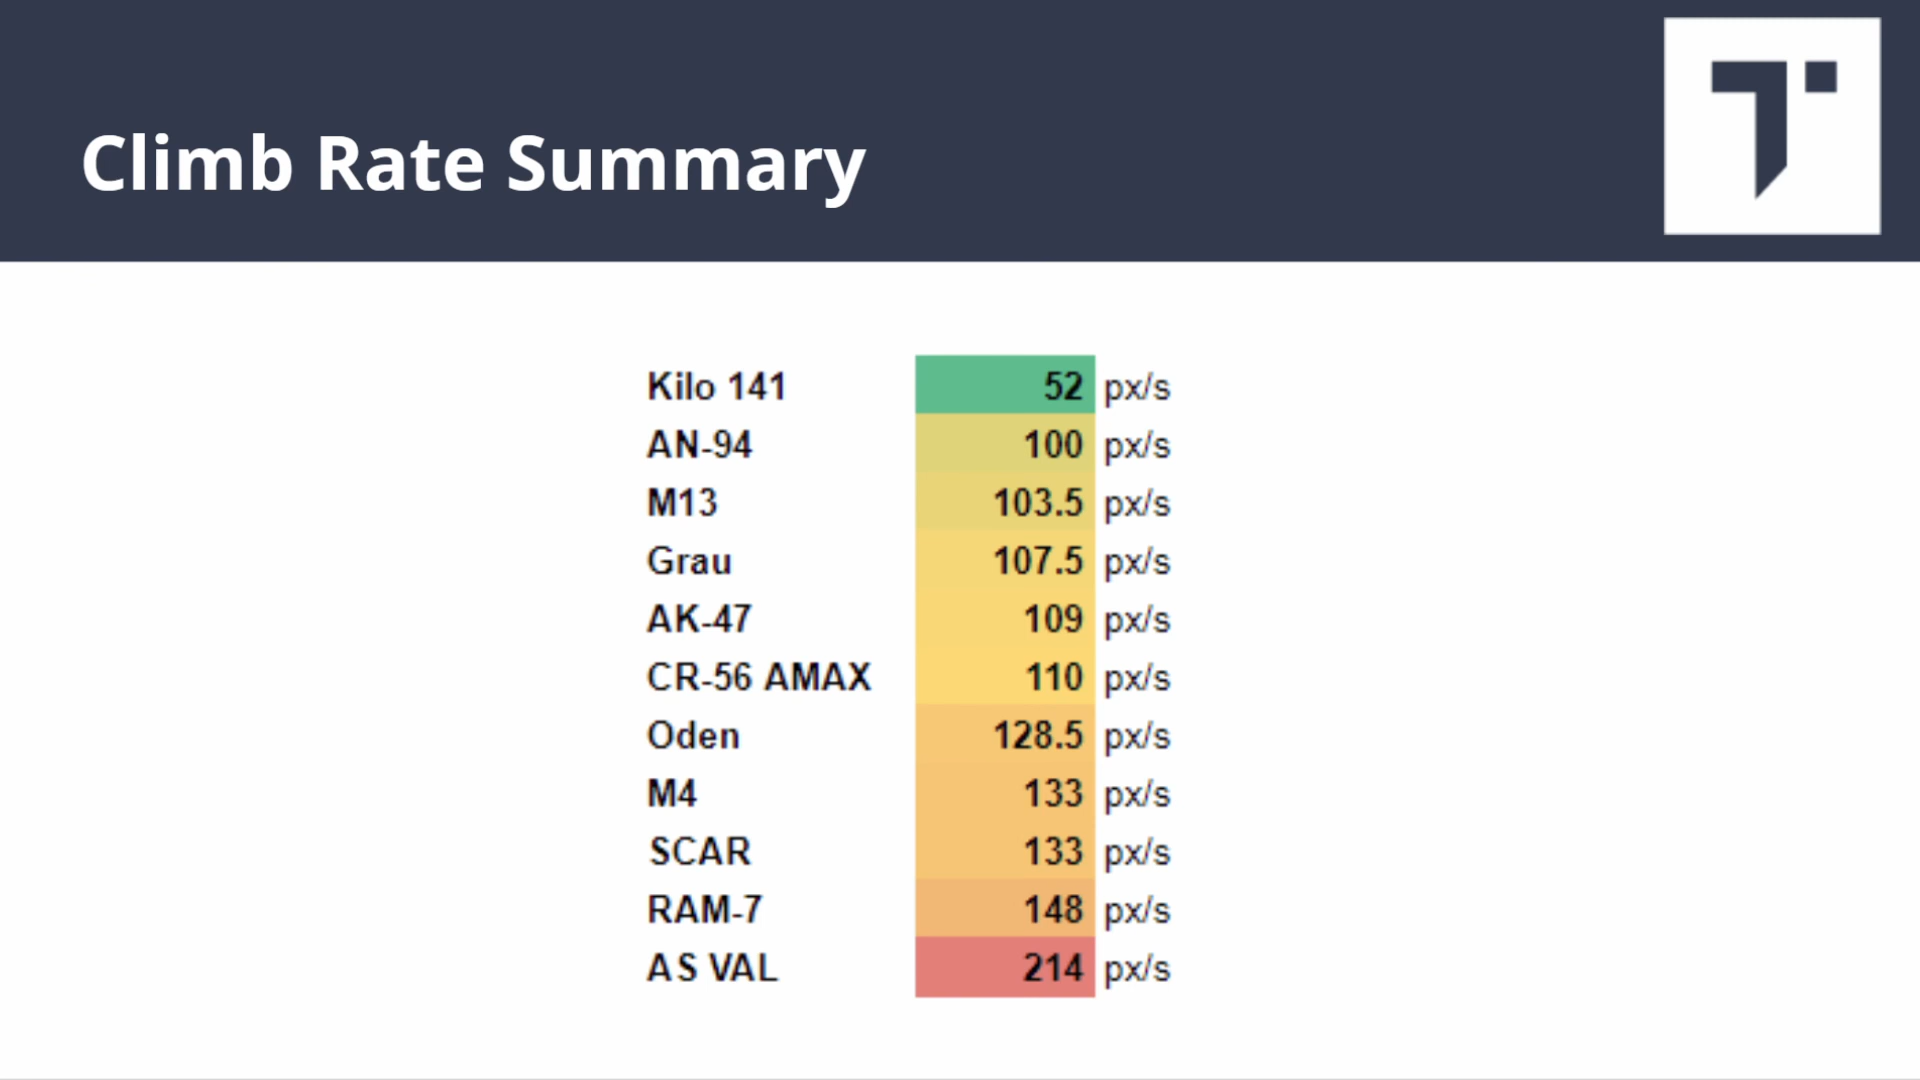 Climb Rate Summary
Kilo 141 52 px/s
AN-94 100 px/s
M13 103.5 px/s
Grau 107.5 px/s
AK-47 109 px/s
CR-56 AMAX 110 px/s
Oden 128.5 px/s
M4 133 px/s
SCAR 133 px/s
RAM-7 148 px/s
AS VAL 214 px/s